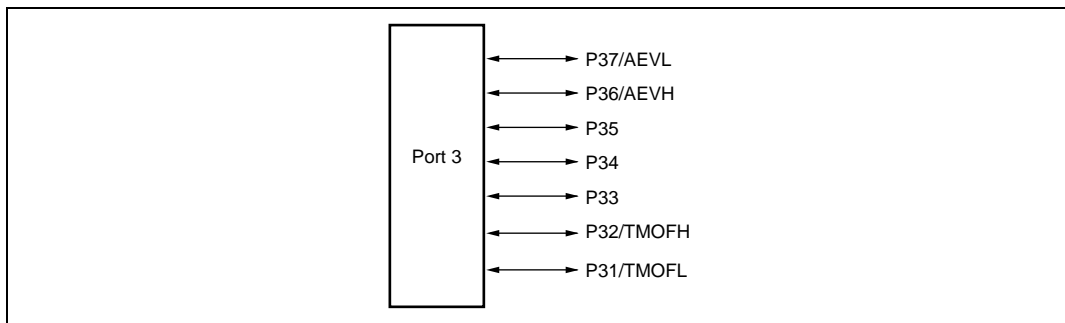 P37/AEVL
P36/AEVH
P35
Port 3
P34
P33
P32/TMOFH
P31/TMOFL